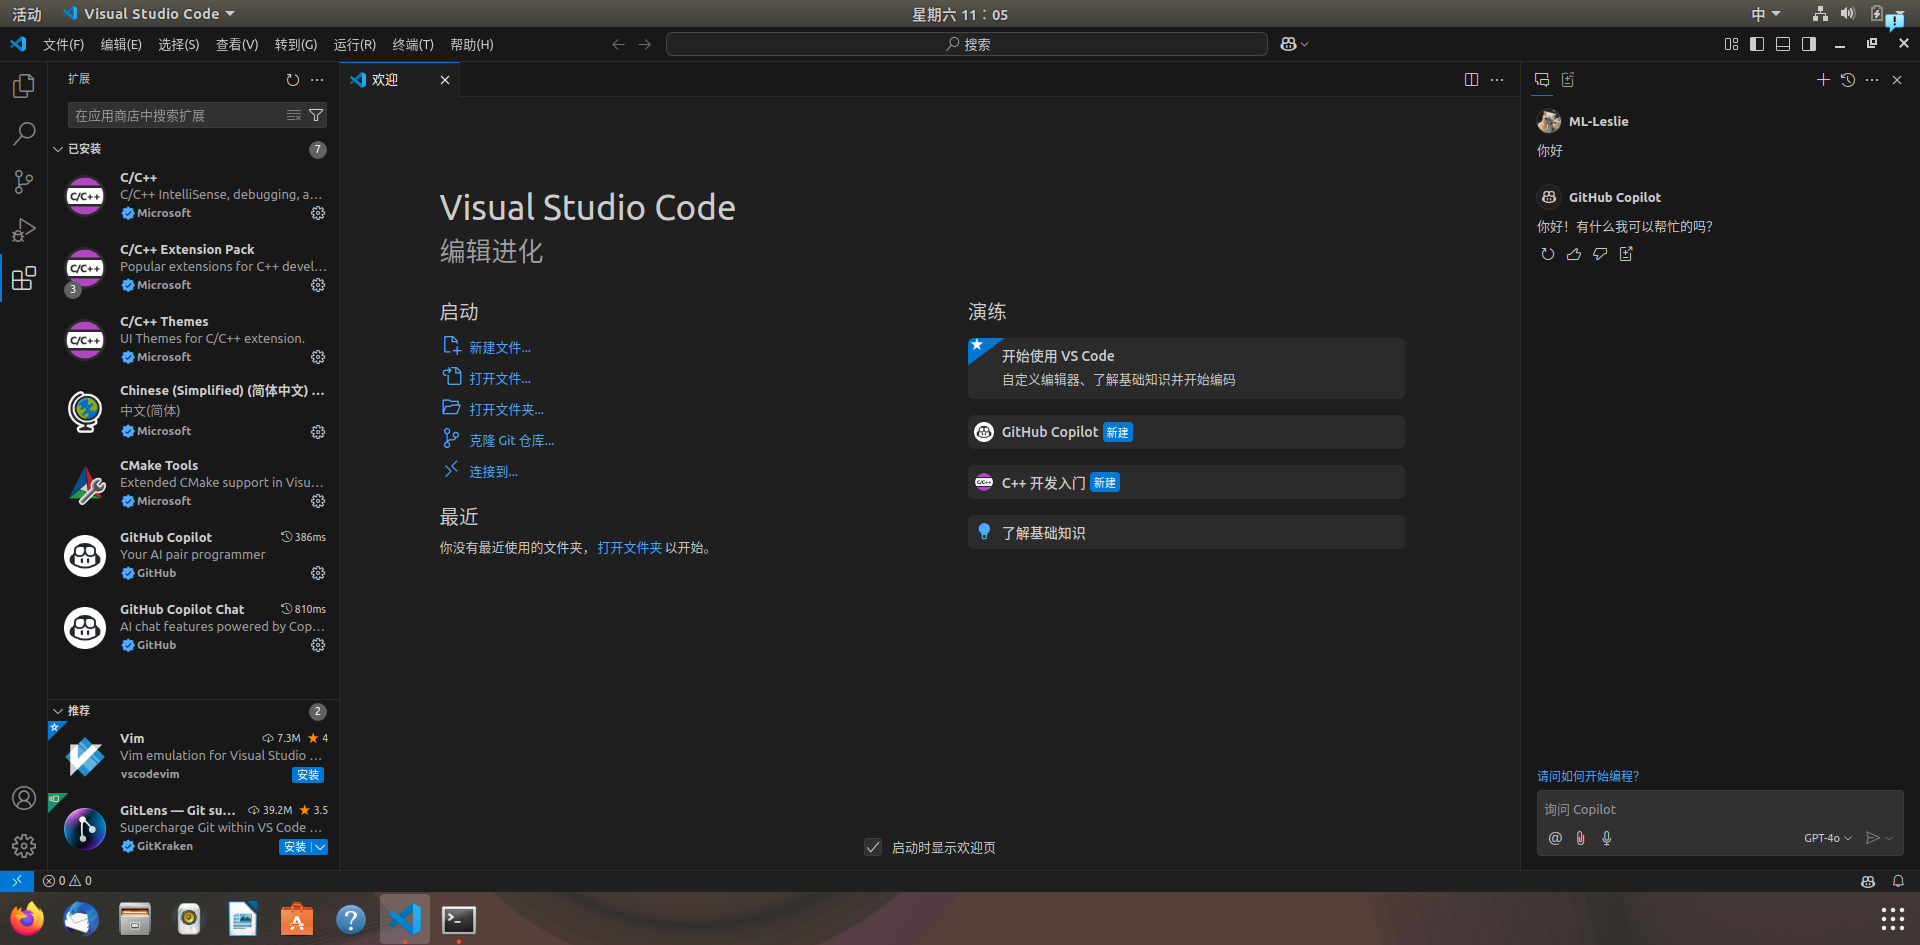 活动
Visual Studio Code
星期六 11：05
中
文件(F)
编辑(E)
选择(S)
查看(V)
转到(G)
运行(R)
终端(T)
帮助(H)
搜索
扩展
在应用商店中搜索扩展
已安装
7
C/C++
C/C++
C/C++ IntelliSense, debugging, a...
Microsoft
C/C++
3
C/C++ Extension Pack
Popular extensions for C++ devel...
Microsoft
C/C++
C/C++ Themes
UI Themes for C/C++ extension.
Microsoft
Chinese (Simplified) (简体中文) ...
中文(简体)
Microsoft
CMake Tools
Extended CMake support in Visu...
Microsoft
GitHub Copilot
386ms
Your AI pair programmer
GitHub
GitHub Copilot Chat
810ms
AI chat features powered by Cop...
GitHub
推荐
2
Vim
7.3M
4
Vim emulation for Visual Studio ...
vscodevim
安装
GitLens — Git su...
39.2M
3.5
Supercharge Git within VS Code ...
GitKraken
安装
0
0
欢迎
Visual Studio Code
编辑进化
启动
新建文件...
打开文件...
打开文件夹...
克隆 Git 仓库...
连接到...
最近
你没有最近使用的文件夹，打开文件夹 以开始。
演练
开始使用 VS Code
自定义编辑器、了解基础知识并开始编码
GitHub Copilot
新建
C/C++
C++ 开发入门
新建
了解基础知识
启动时显示欢迎页
ML-Leslie
你好
GitHub Copilot
你好！有什么我可以帮忙的吗？
请问如何开始编程？
询问 Copilot
GPT-4o